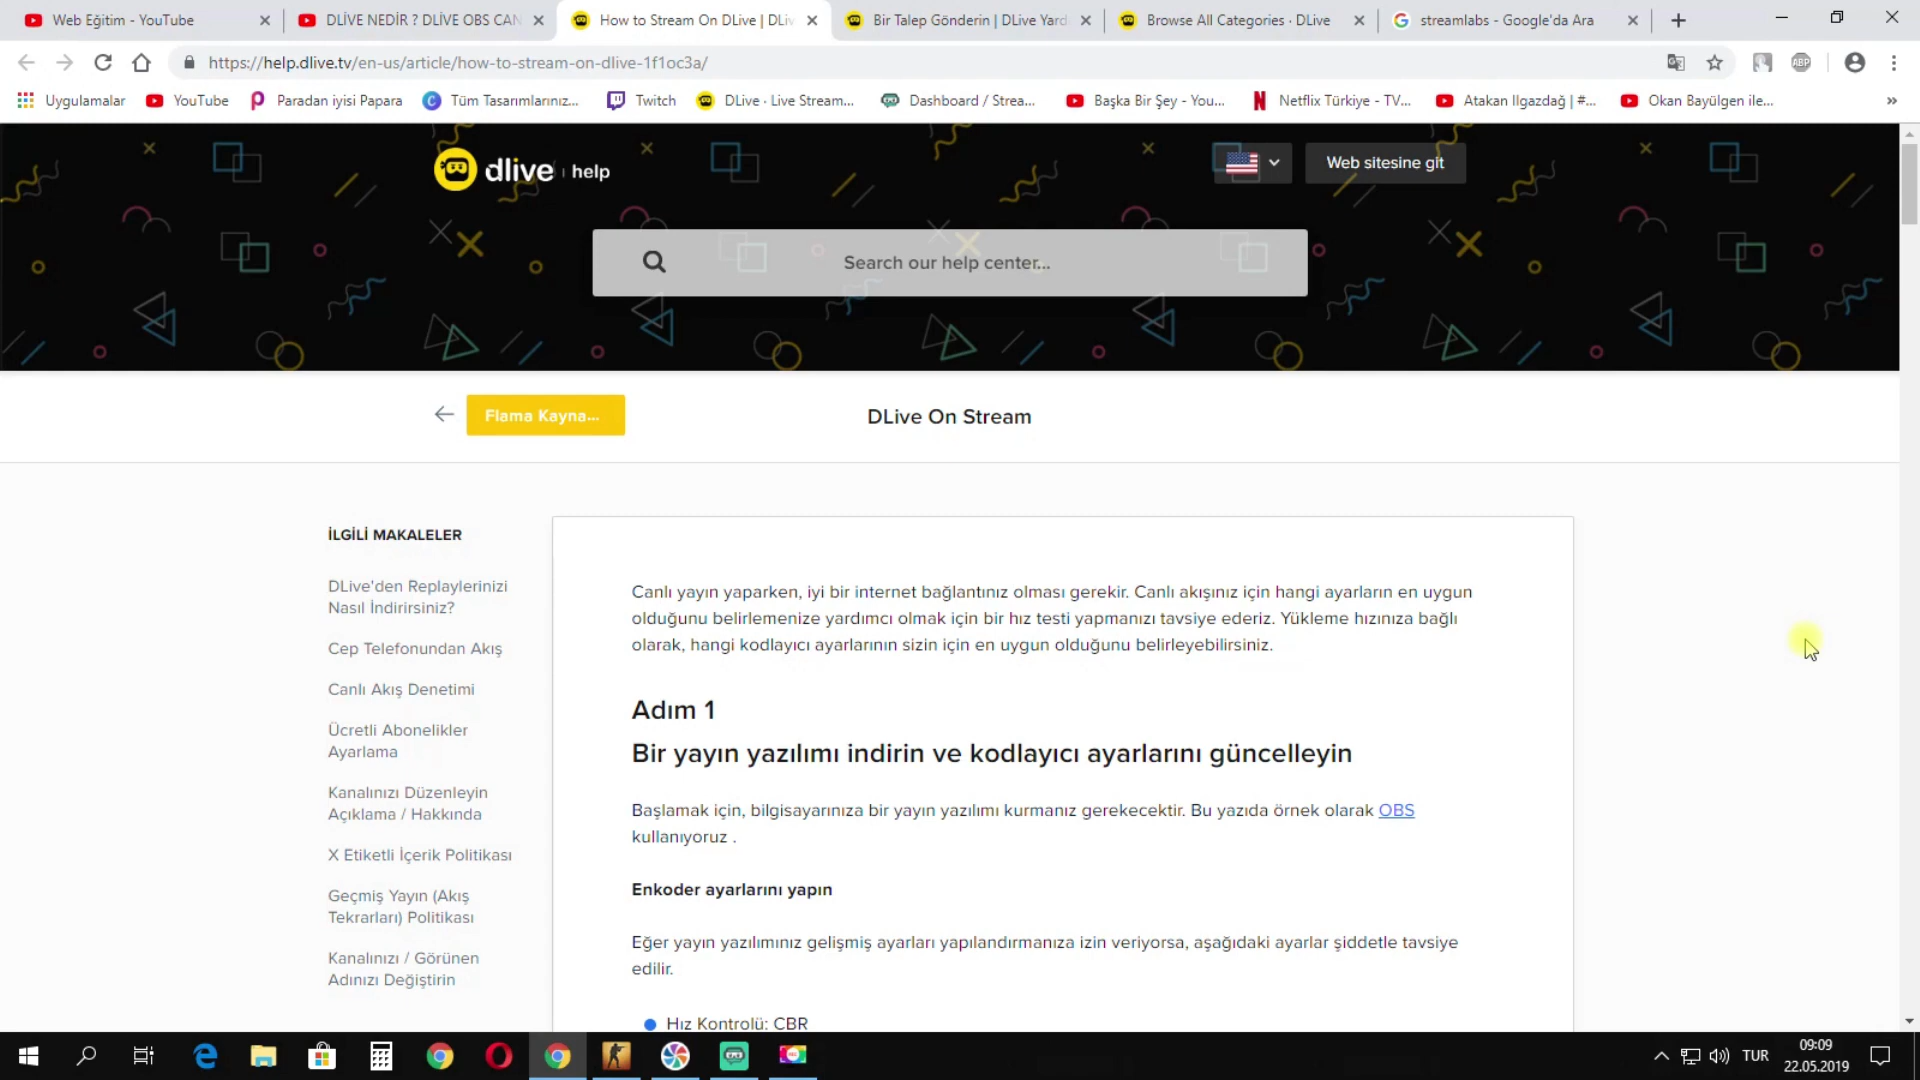 Web Eğitim - YouTube
DLİVE NEDİR ? DLİVE OBS CAN
How to Stream On DLive | DLiv
Bir Talep Gönderin | DLive Yard
Browse All Categories · DLive
streamlabs - Google'da Ara
https://help.dlive.tv/en-us/article/how-to-stream-on-dlive-1f1oc3a/
ABP
Uygulamalar
YouTube
Paradan iyisi Papara
Tüm Tasarımlarınız...
Twitch
DLive · Live Stream...
Dashboard / Strea...
Başka Bir Şey - You...
Netflix Türkiye - TV...
Atakan Ilgazdağ | #...
Okan Bayülgen ile...
»
dlive help
Web sitesine git
Search our help center...
Flama Kayna...
DLive On Stream
İLGİLİ MAKALELER
DLive'den Replaylerinizi
Nasıl İndirirsiniz?
Cep Telefonundan Akış
Canlı Akış Denetimi
Ücretli Abonelikler
Ayarlama
Kanalınızı Düzenleyin
Açıklama / Hakkında
X Etiketli İçerik Politikası
Geçmiş Yayın (Akış
Tekrarları) Politikası
Kanalınızı / Görünen
Adınızı Değiştirin
Canlı yayın yaparken, iyi bir internet bağlantınız olması gerekir. Canlı akışınız için hangi ayarların en uygun
olduğunu belirlemenize yardımcı olmak için bir hız testi yapmanızı tavsiye ederiz. Yükleme hızınıza bağlı
olarak, hangi kodlayıcı ayarlarının sizin için en uygun olduğunu belirleyebilirsiniz.
Adım 1
Bir yayın yazılımı indirin ve kodlayıcı ayarlarını güncelleyin
Başlamak için, bilgisayarınıza bir yayın yazılımı kurmanız gerekecektir. Bu yazıda örnek olarak OBS
kullanıyoruz .
Enkoder ayarlarını yapın
Eğer yayın yazılımınız gelişmiş ayarları yapılandırmanıza izin veriyorsa, aşağıdaki ayarlar şiddetle tavsiye
edilir.
Hız Kontrolü: CBR
TUR
09:09
22.05.2019